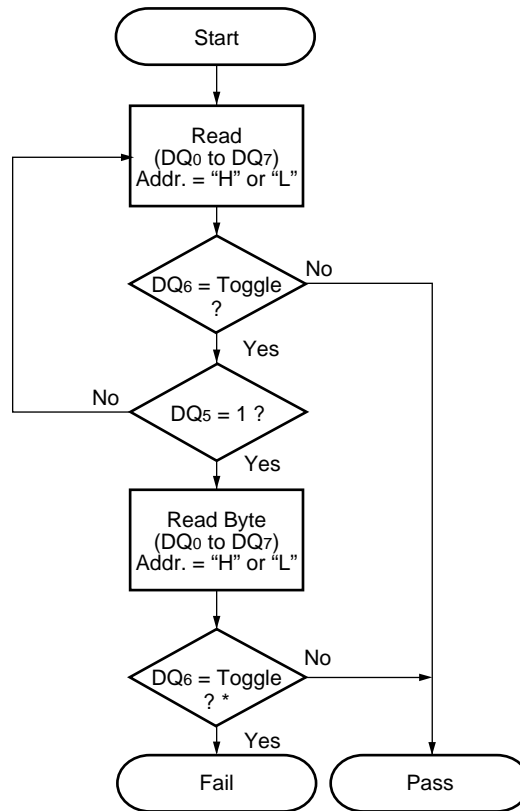 Start
Read
(DQ0 to DQ7)
Addr. = “H” or “L”
DQ6 = Toggle
?
No
Yes
No
DQ5 = 1 ?
Yes
Read Byte
(DQ0 to DQ7)
Addr. = “H” or “L”
DQ6 = Toggle
? *
No
Yes
Fail
Pass